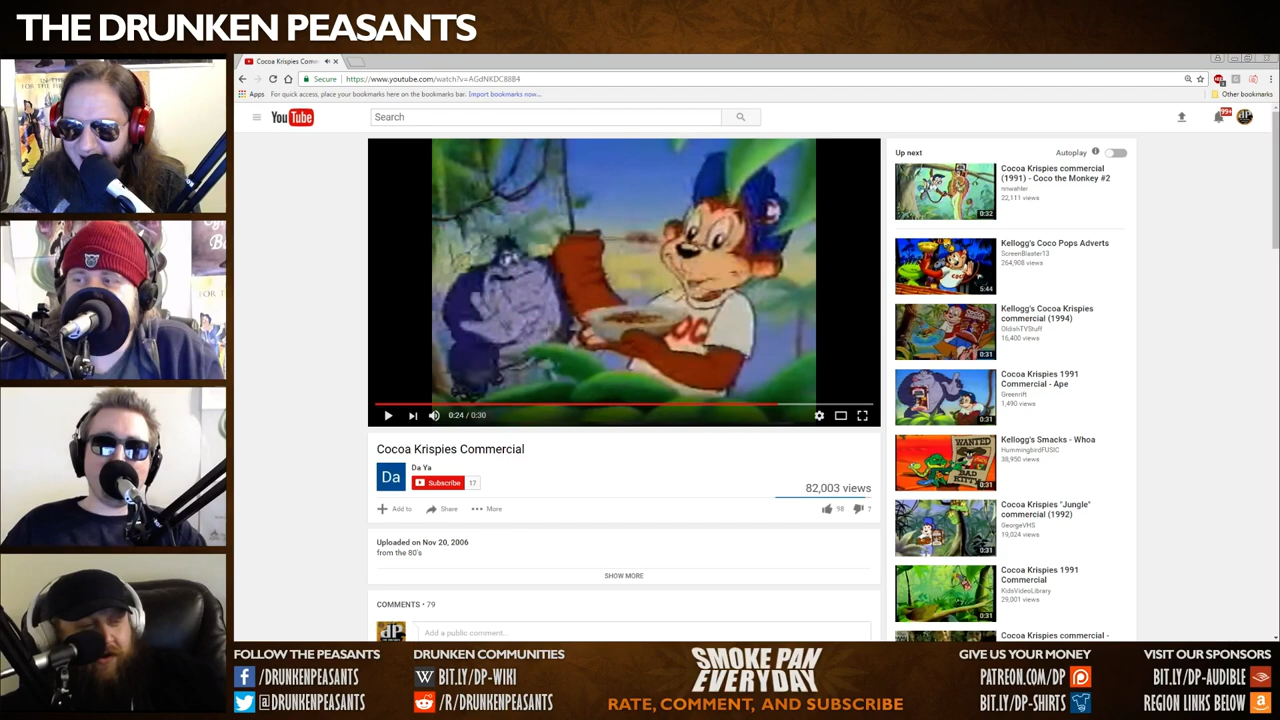 THE DRUNKEN PEASANTS
Cocoa Krispies Comm
Secure https://www.youtube.com/watch?v=AGdNKDC88B4
Apps For quick access, place your bookmarks here on the bookmarks bar. Import bookmarks now...
Other bookmarks
YouTube
Search
99+
Up next
Autoplay
Cocoa Krispies commercial
(1991) - Coco the Monkey #2
nnwahler
22,111 views
0:32
Kellogg's Coco Pops Adverts
ScreenBlaster13
264,908 views
5:44
Kellogg's Cocoa Krispies
commercial (1994)
OldishTVStuff
16,400 views
0:31
Cocoa Krispies 1991
Commercial - Ape
Greenrift
1,490 views
0:31
Kellogg's Smacks - Whoa
HummingbirdFUSIC
38,950 views
0:31
WANTED
BAD
Cocoa Krispies "Jungle"
commercial (1992)
GeorgeVHS
19,024 views
0:31
Cocoa Krispies 1991
Commercial
KidsVideoLibrary
29,001 views
0:31
Cocoa Krispies commercial -
0:24 / 0:30
Cocoa Krispies Commercial
Da
Da Ya
Subscribe 17
82,003 views
Add to Share More
98 7
Uploaded on Nov 20, 2006
from the 80's
SHOW MORE
COMMENTS • 79
Add a public comment...
FOLLOW THE PEASANTS
/DRUNKENPEASANTS
@DRUNKENPEASANTS
DRUNKEN COMMUNITIES
BIT.LY/DP-WIKI
/R/DRUNKENPEASANTS
SMOKE PAN
EVERYDAY
RATE, COMMENT, AND SUBSCRIBE
GIVE US YOUR MONEY
PATREON.COM/DP
BIT.LY/DP-SHIRTS
VISIT OUR SPONSORS
BIT.LY/DP-AUDIBLE
REGION LINKS BELOW